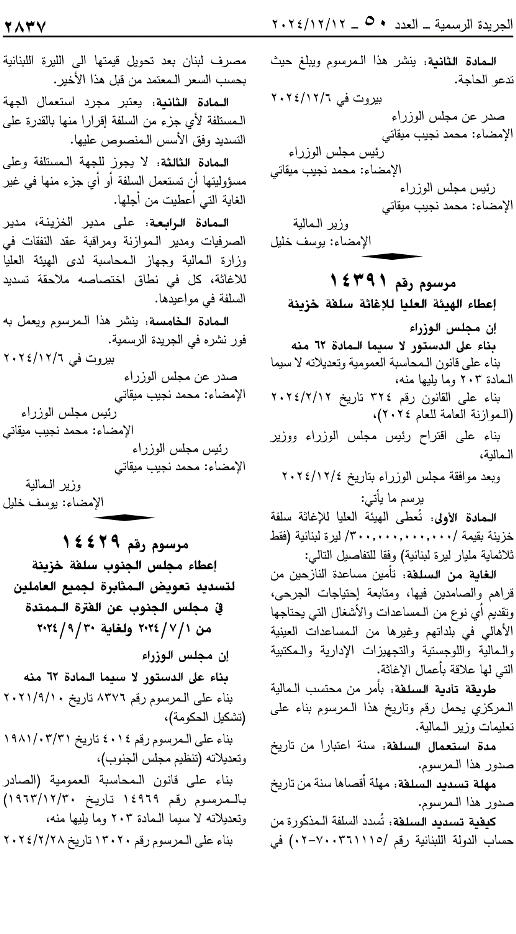 الجريدة الرسمية ــ العدد ٥٠ ــ ٢٠٢٤/١٢/١٢
٢٨٣٧
المادة الثانية: ينشر هذا المرسوم ويبلغ حيث
تدعو الحاجة.
بيروت في ٢٠٢٤/١٢/٦
صدر عن مجلس الوزراء
الإمضاء: محمد نجيب ميقاتي
رئيس مجلس الوزراء
الإمضاء: محمد نجيب ميقاتي
رئيس مجلس الوزراء
الإمضاء: محمد نجيب ميقاتي
وزير المالية
الإمضاء: يوسف خليل
مرسوم رقم ١٤٣٩١
إعطاء الهيئة العليا للإغاثة سلفة خزينة
إن مجلس الوزراء
بناء على الدستور لا سيما المادة ٦٢ منه
بناء على قانون المحاسبة العمومية وتعديلاته لا سيما
المادة ٢٠٣ وما يليها منه،
بناء على القانون رقم ٣٢٤ تاريخ ٢٠٢٤/٢/١٢
(الموازنة العامة للعام ٢٠٢٤)،
بناء على اقتراح رئيس مجلس الوزراء ووزير
المالية،
وبعد موافقة مجلس الوزراء بتاريخ ٢٠٢٤/١٢/٤
يرسم ما يأتي:
المادة الأولى: تُعطى الهيئة العليا للإغاثة سلفة
خزينة بقيمة /٣٠٠,٠٠٠,٠٠٠,٠٠٠/ ليرة لبنانية (فقط
ثلاثماية مليار ليرة لبنانية) وفقا للتفاصيل التالي:
الغاية من السلفة: تأمين مساعدة النازحين من
قراهم والصامدين فيها، ومتابعة إحتياجات الجرحى،
وتقديم أي نوع من المساعدات والأشغال التي يحتاجها
الأهالي في بلداتهم وغيرها من المساعدات العينية
والمالية واللوجستية والتجهيزات الإدارية والمكتبية
التي لها علاقة بأعمال الإغاثة.
طريقة تأدية السلفة: بأمر من محتسب المالية
المركزي يحمل رقم وتاريخ هذا المرسوم بناء على
تعليمات وزير المالية.
مدة استعمال السلفة: سنة اعتبارا من تاريخ
صدور هذا المرسوم.
مهلة تسديد السلفة: مهلة أقصاها سنة من تاريخ
صدور هذا المرسوم.
كيفية تسديد السلفة: تُسدد السلفة المذكورة من
حساب الدولة اللبنانية رقم /٧٠٠٣٦١١١٥-٠٢/ في
مصرف لبنان بعد تحويل قيمتها الى الليرة اللبنانية
بحسب السعر المعتمد من قبل هذا الأخير.
المادة الثانية: يعتبر مجرد استعمال الجهة
المستلفة لأي جزء من السلفة إقرارا منها بالقدرة على
التسديد وفق الأسس المنصوص عليها.
المادة الثالثة: لا يجوز للجهة المستلفة وعلى
مسؤوليتها أن تستعمل السلفة أو أي جزء منها في غير
الغاية التي أعطيت من أجلها.
المادة الرابعة: على مدير الخزينة، مدير
الصرفيات ومدير الموازنة ومراقبة عقد النفقات في
وزارة المالية وجهاز المحاسبة لدى الهيئة العليا
للاغاثة، كل في نطاق اختصاصه ملاحقة تسديد
السلفة في مواعيدها.
المادة الخامسة: ينشر هذا المرسوم ويعمل به
فور نشره في الجريدة الرسمية.
بيروت في ٢٠٢٤/١٢/٦
صدر عن مجلس الوزراء
الإمضاء: محمد نجيب ميقاتي
رئيس مجلس الوزراء
الإمضاء: محمد نجيب ميقاتي
رئيس مجلس الوزراء
الإمضاء: محمد نجيب ميقاتي
وزير المالية
الإمضاء: يوسف خليل
مرسوم رقم ١٤٤٢٩
إعطاء مجلس الجنوب سلفة خزينة
لتسديد تعويض المثابرة لجميع العاملين
في مجلس الجنوب عن الفترة الممتدة
من ٢٠٢٤/٧/١ ولغاية ٢٠٢٤/٩/٣٠
إن مجلس الوزراء
بناء على الدستور لا سيما المادة ٦٢ منه
بناء على المرسوم رقم ٨٣٧٦ تاريخ ٢٠٢١/٩/١٠
(تشكيل الحكومة)،
بناء على المرسوم رقم ٤٠١٤ تاريخ ١٩٨١/٠٣/٣١
وتعديلاته (تنظيم مجلس الجنوب)،
بناء على قانون المحاسبة العمومية (الصادر
بالمرسوم رقم ١٤٩٦٩ تاريخ ١٩٦٣/١٢/٣٠)
وتعديلاته لا سيما المادة ٢٠٣ وما يليها منه،
بناء على المرسوم رقم ١٣٠٢٠ تاريخ ٢٠٢٤/٢/٢٨